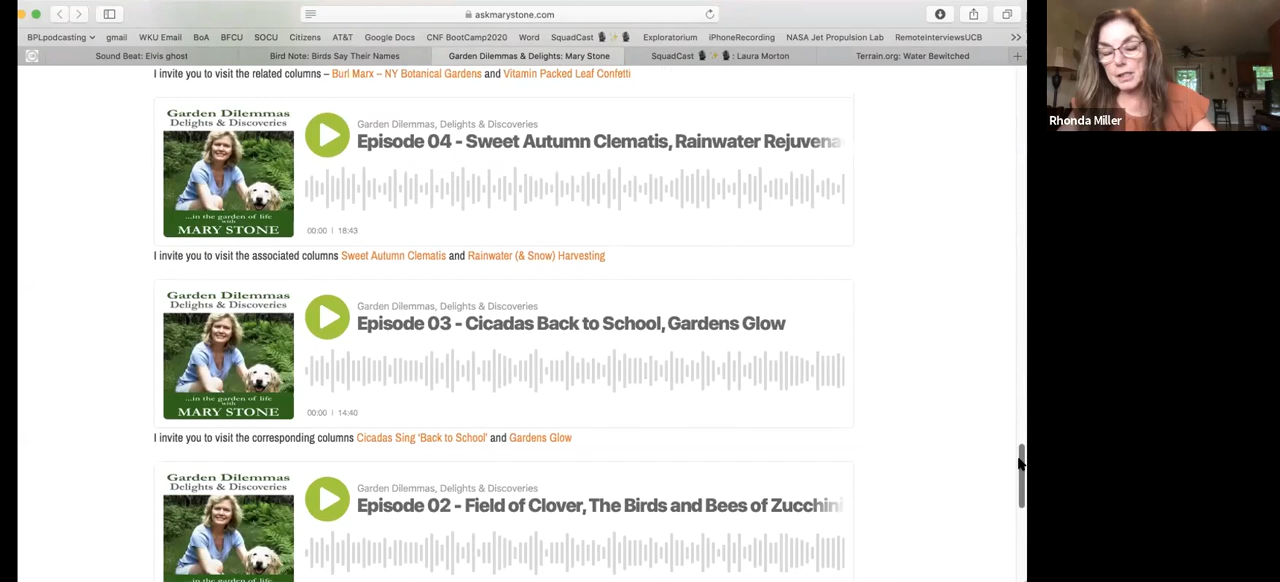 askmarystone.com
BPLpodcasting gmail WKU Email BoA BFCU SOCU Citizens AT&T Google Docs CNF BootCamp2020 Word SquadCast Exploratorium iPhoneRecording NASA Jet Propulsion Lab RemoteInterviewsUCB
Sound Beat: Elvis ghost Bird Note: Birds Say Their Names Garden Dilemmas & Delights: Mary Stone SquadCast : Laura Morton Terrain.org: Water Bewitched
Rhonda Miller
I invite you to visit the related columns – Burl Marx – NY Botanical Gardens and Vitamin Packed Leaf Confetti
Garden Dilemmas
Delights & Discoveries
...in the garden of life
with
MARY STONE
Garden Dilemmas, Delights & Discoveries
Episode 04 - Sweet Autumn Clematis, Rainwater Rejuvena
00:00 | 18:43
I invite you to visit the associated columns Sweet Autumn Clematis and Rainwater (& Snow) Harvesting
Garden Dilemmas
Delights & Discoveries
...in the garden of life
with
MARY STONE
Garden Dilemmas, Delights & Discoveries
Episode 03 - Cicadas Back to School, Gardens Glow
00:00 | 14:40
I invite you to visit the corresponding columns Cicadas Sing 'Back to School' and Gardens Glow
Garden Dilemmas
Delights & Discoveries
Garden Dilemmas, Delights & Discoveries
Episode 02 - Field of Clover, The Birds and Bees of Zucchini